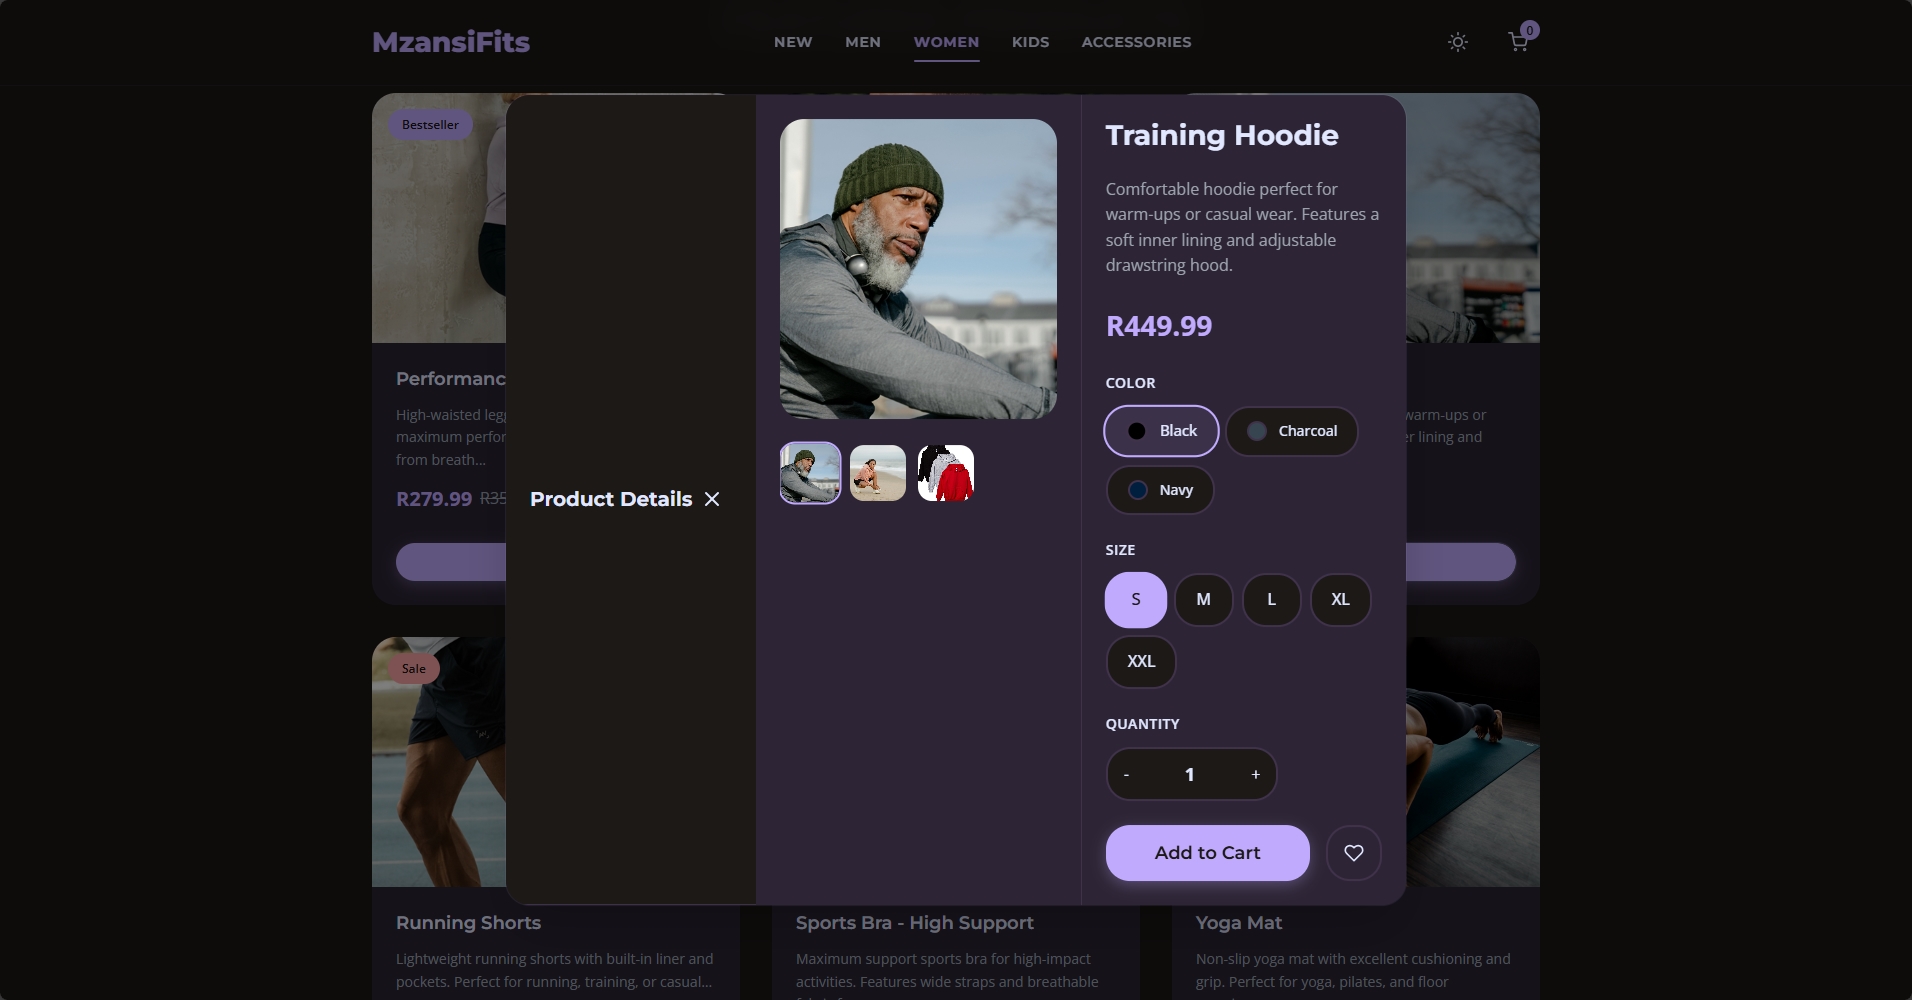 MzansiFits
NEW
MEN
WOMEN
KIDS
ACCESSORIES
0
Bestseller
Performanc
High-waisted legg
maximum perfor
from breath...
R279.99 R35
Product Details
Training Hoodie
Comfortable hoodie perfect for
warm-ups or casual wear. Features a
soft inner lining and adjustable
drawstring hood.
R449.99
COLOR
Black
Charcoal
Navy
SIZE
S
M
L
XL
XXL
QUANTITY
- 1 +
Add to Cart
warm-ups or
er lining and
Sale
Running Shorts
Lightweight running shorts with built-in liner and
pockets. Perfect for running, training, or casual...
Sports Bra - High Support
Maximum support sports bra for high-impact
activities. Features wide straps and breathable
Yoga Mat
Non-slip yoga mat with excellent cushioning and
grip. Perfect for yoga, pilates, and floor